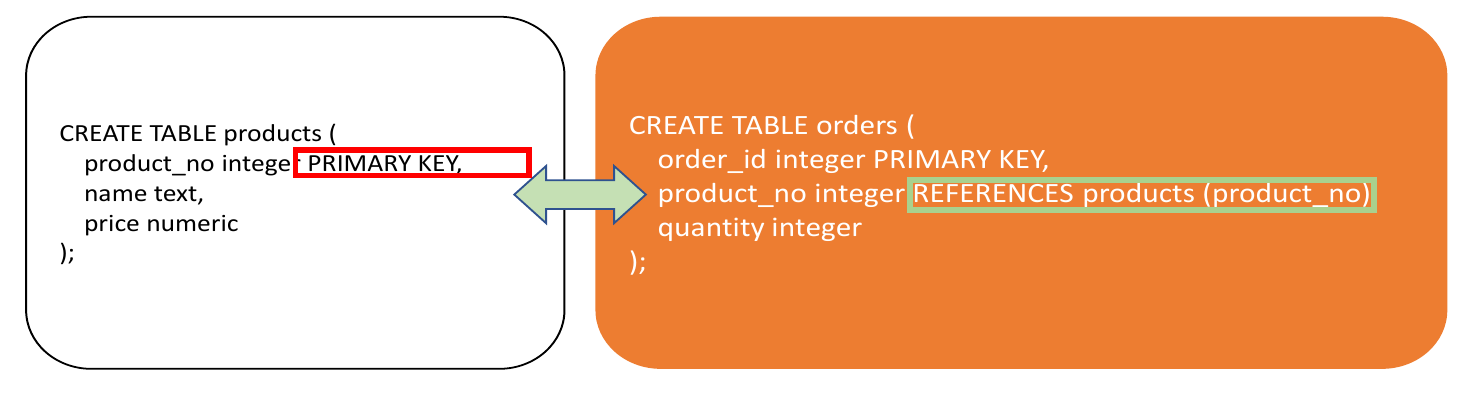 CREATE TABLE products (
product_no integer PRIMARY KEY,
name text,
price numeric
);
CREATE TABLE orders (
order_id integer PRIMARY KEY,
product_no integer REFERENCES products (product_no)
quantity integer
);